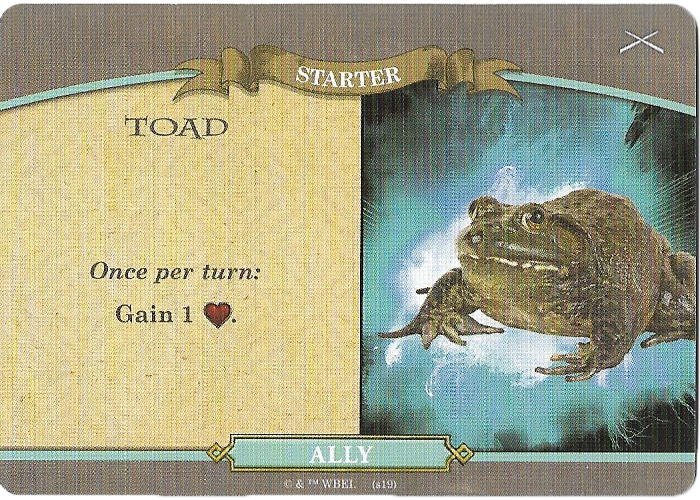 STARTER
TOAD
Once per turn:
Gain 1 ❤.
ALLY
© & ™ WBEI. (s19)